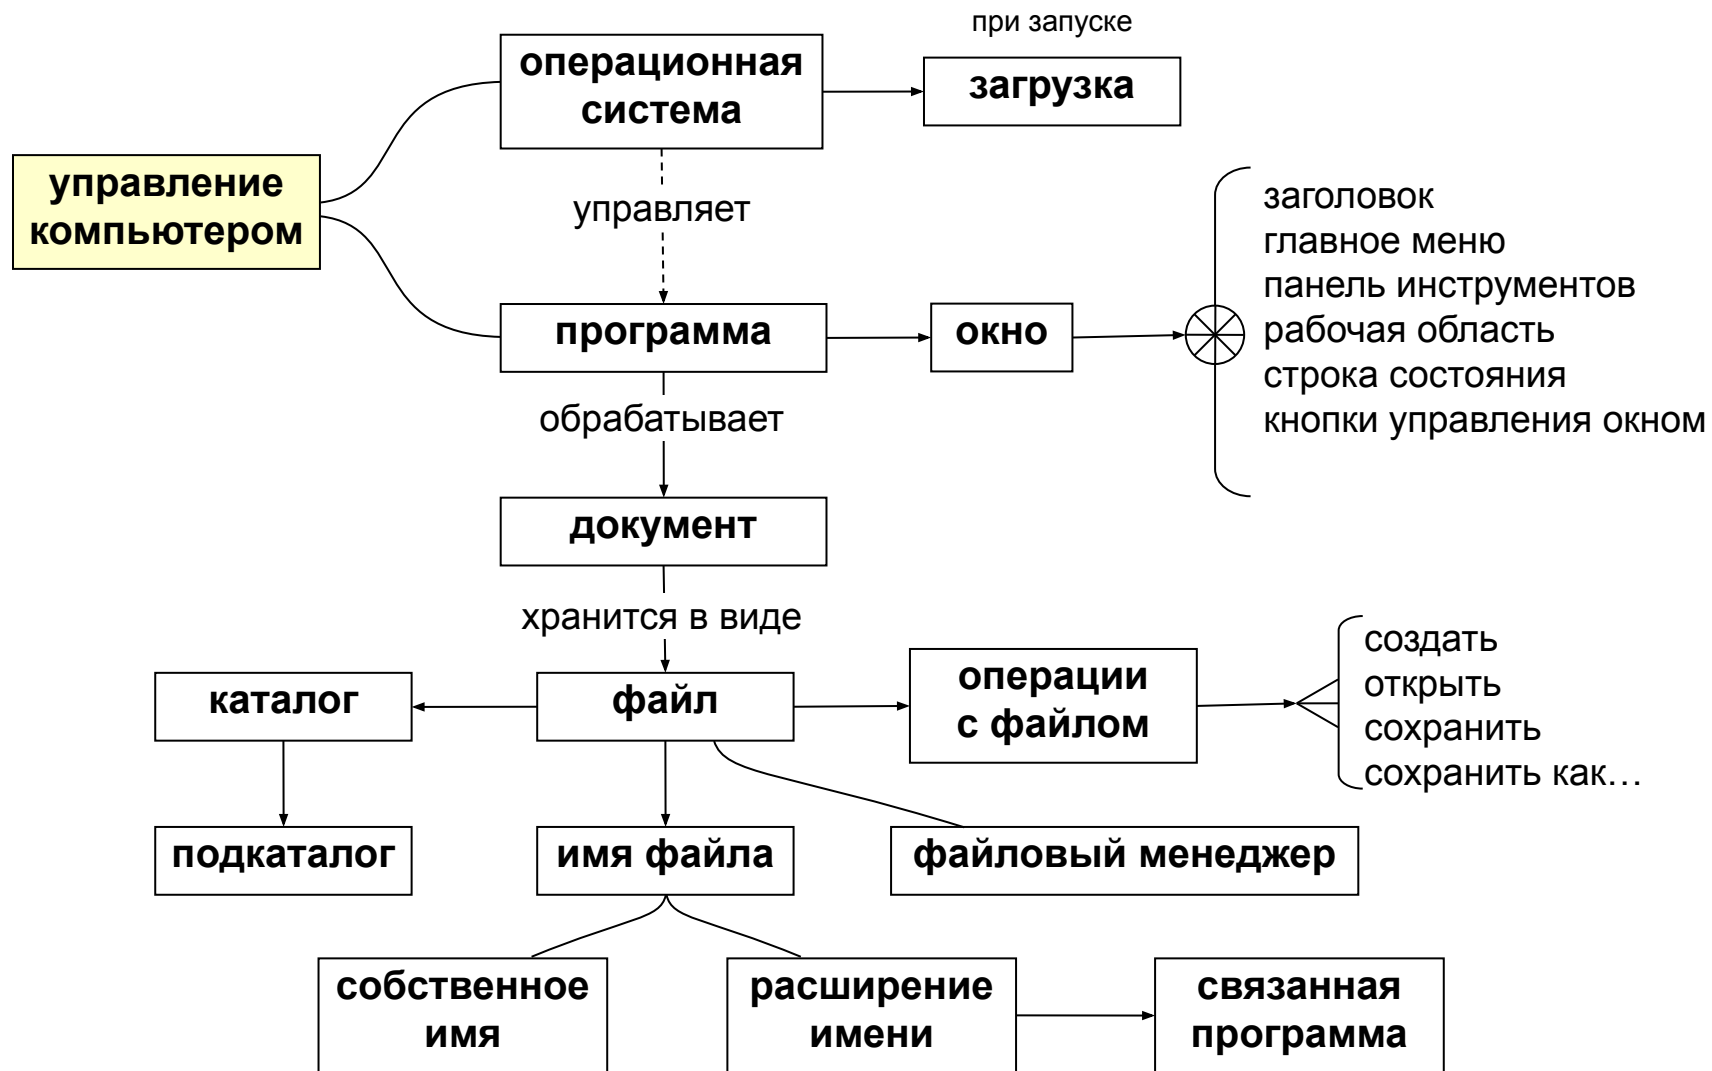 при запуске
операционная
система
загрузка
управление
компьютером
управляет
заголовок
главное меню
панель инструментов
рабочая область
строка состояния
кнопки управления окном
программа
окно
обрабатывает
документ
хранится в виде
каталог
файл
операции
с файлом
создать
открыть
сохранить
сохранить как…
подкаталог
имя файла
файловый менеджер
собственное
имя
расширение
имени
связанная
программа